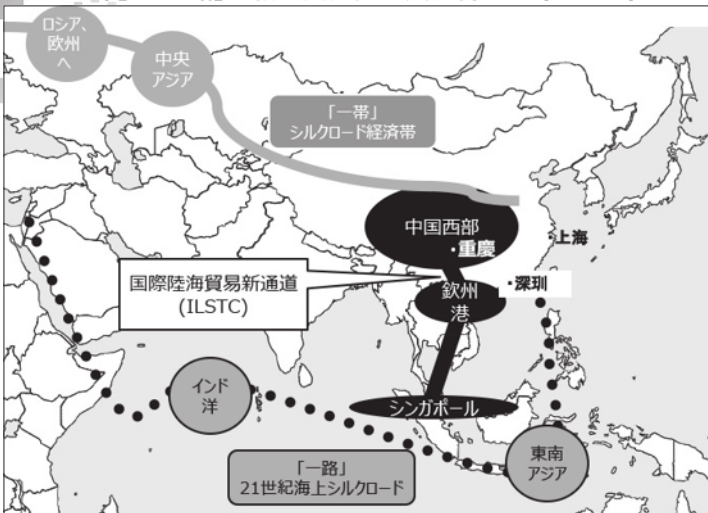 ロシア、
欧州
へ
中央
アジア
「一帯」
シルクロード経済帯
中国西部
・重慶
・上海
国際陸海貿易新通道
(ILSTC)
欽州
港
・深圳
インド
洋
シンガポール
「一路」
21世紀海上シルクロード
東南
アジア